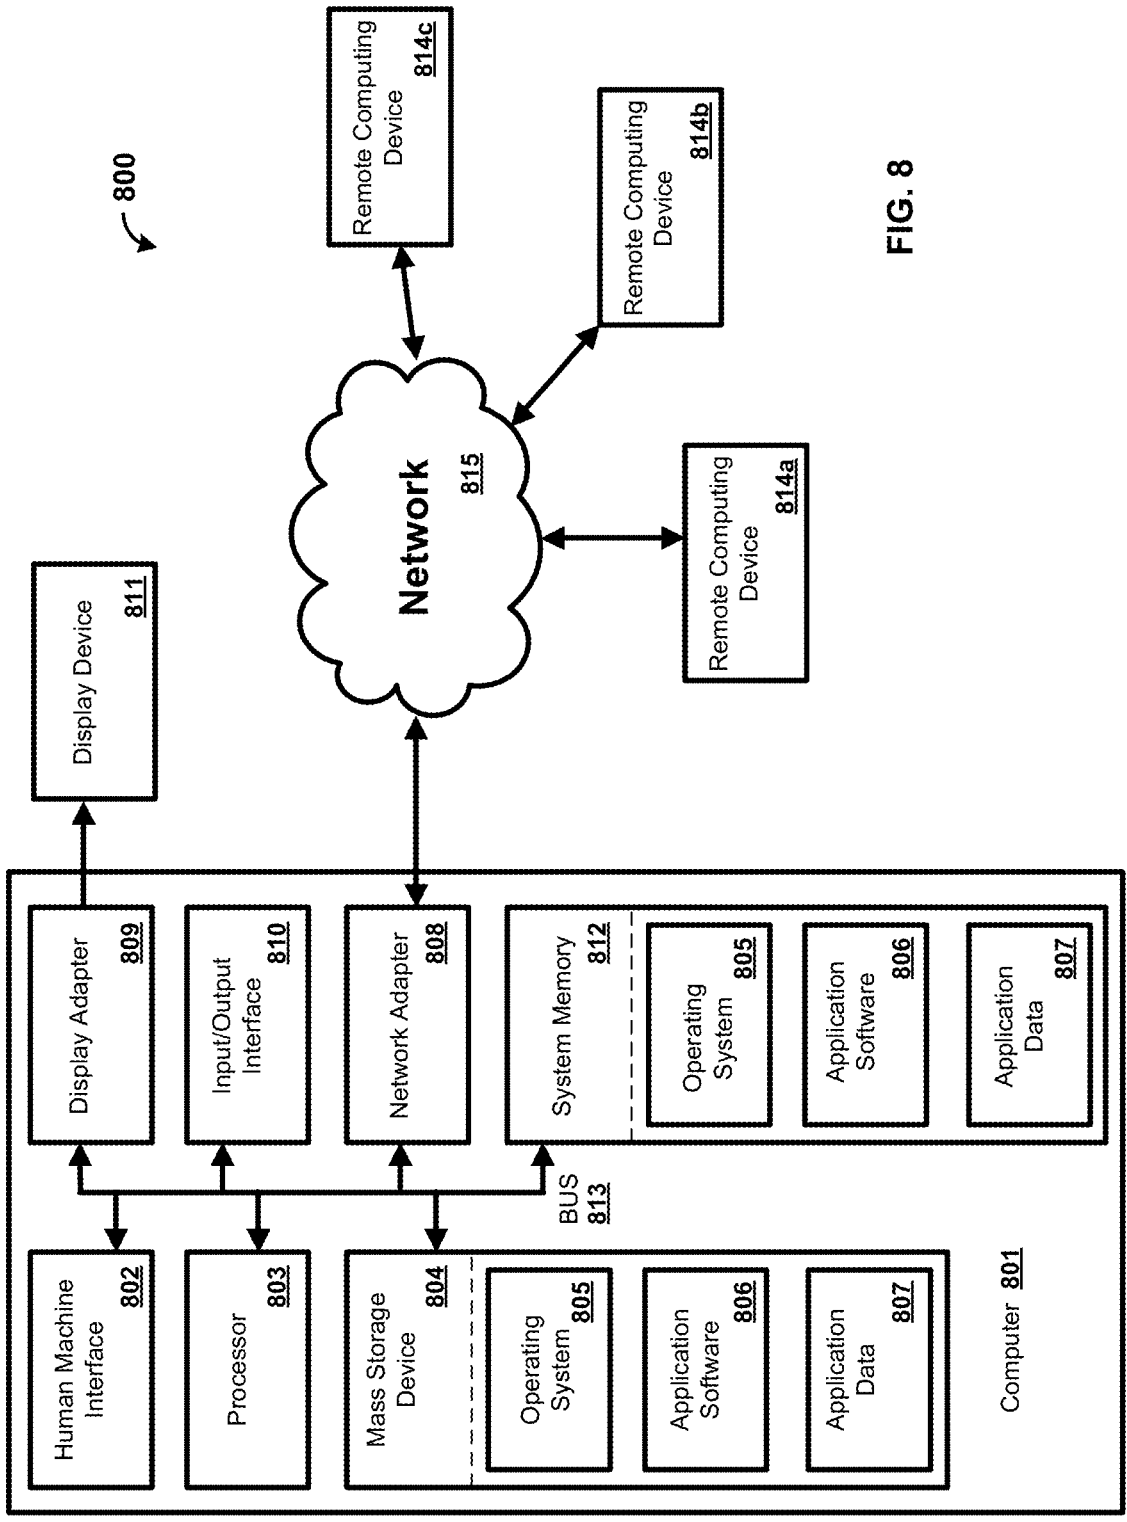 800
Human Machine
Interface
802
Processor
803
Mass Storage
Device
804
Operating
System
805
Application
Software
806
Application
Data
807
Computer 801
BUS
813
Display Adapter
809
Input/Output
Interface
810
Network Adapter
808
System Memory
812
Operating
System
805
Application
Software
806
Application
Data
807
Display Device
811
Network
815
Remote Computing
Device
814a
Remote Computing
Device
814b
Remote Computing
Device
814c
FIG. 8